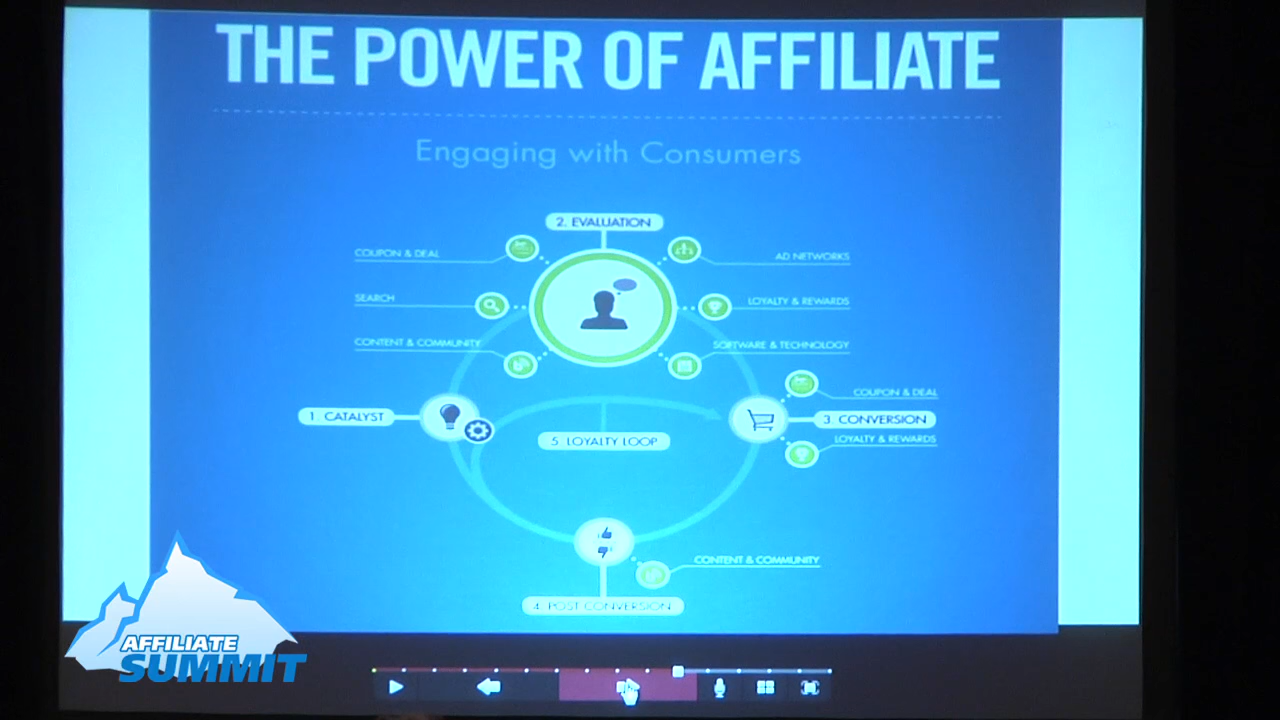 THE POWER OF AFFILIATE
Engaging with Consumers
2. EVALUATION
COUPON & DEAL
AD NETWORKS
SEARCH
LOYALTY & REWARDS
CONTENT & COMMUNITY
SOFTWARE & TECHNOLOGY
COUPON & DEAL
1. CATALYST
3. CONVERSION
5. LOYALTY LOOP
LOYALTY & REWARDS
CONTENT & COMMUNITY
4. POST CONVERSION
AFFILIATE
SUMMIT